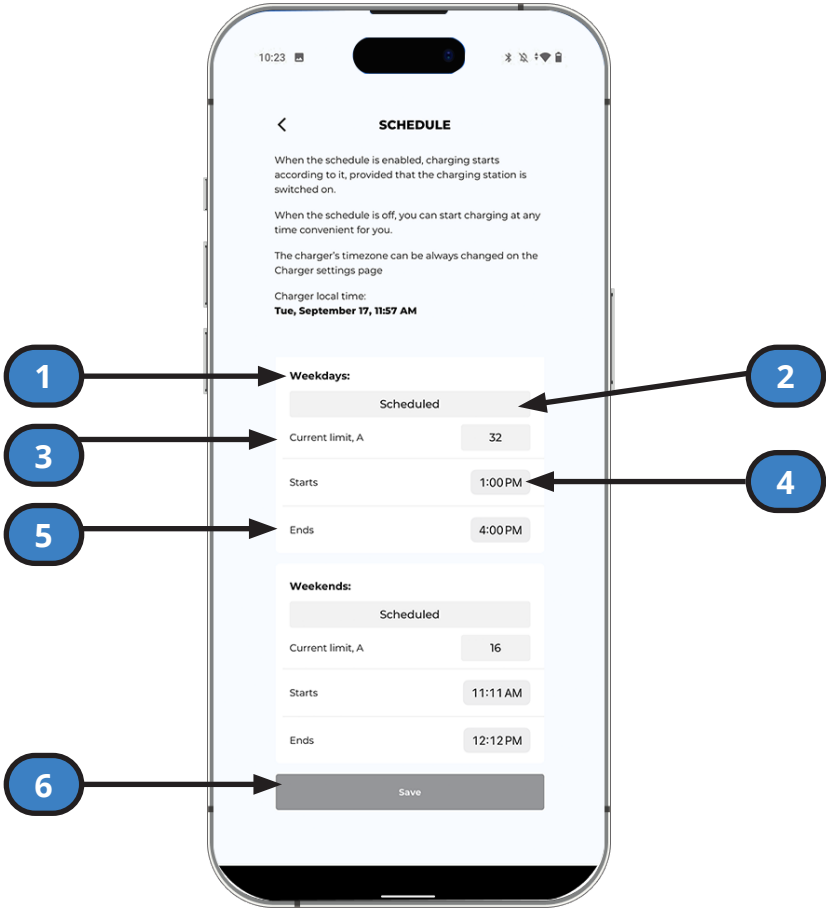 10:23
SCHEDULE
When the schedule is enabled, charging starts
according to it, provided that the charging station is
switched on.
When the schedule is off, you can start charging at any
time convenient for you.
The charger's timezone can be always changed on the
Charger settings page
Charger local time:
Tue, September 17, 11:57 AM
1
Weekdays:
2
Scheduled
3
Current limit, A
32
Starts
1:00 PM
4
5
Ends
4:00 PM
Weekends:
Scheduled
Current limit, A
16
Starts
11:11 AM
Ends
12:12 PM
6
Save